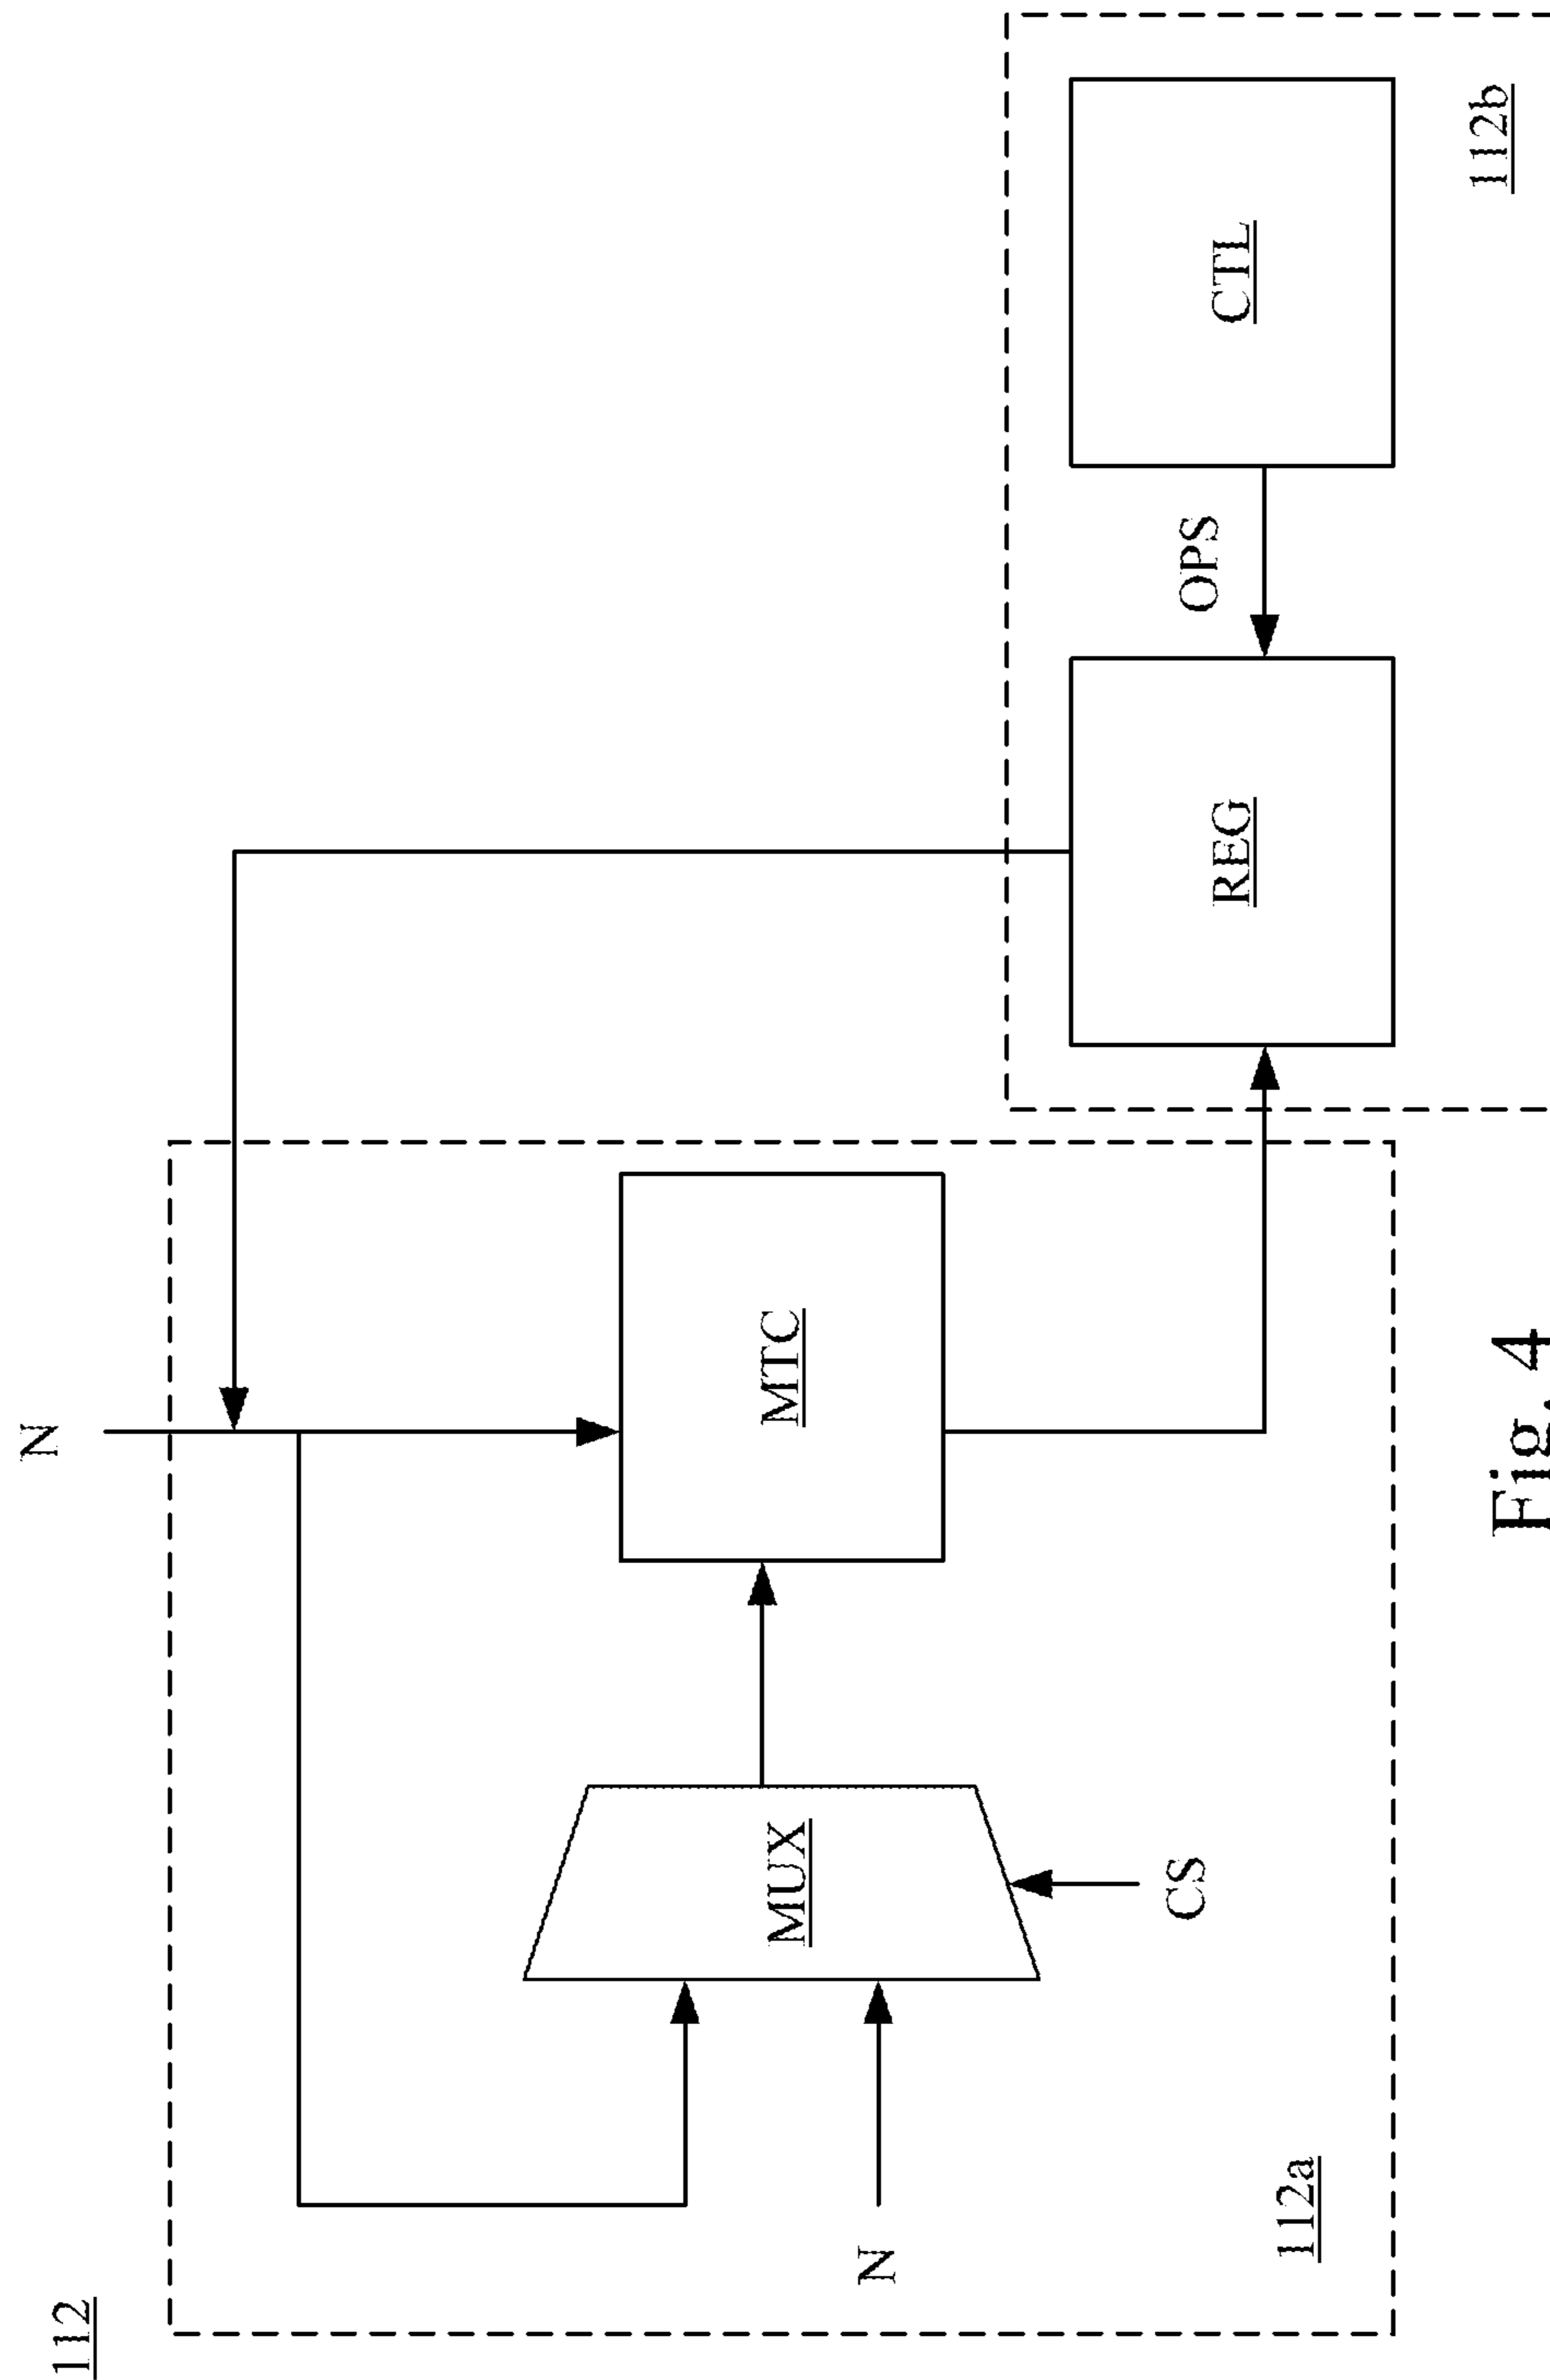 112
N
MUX
MTC
N
CS
112a
REG
OPS
CTL
112b
Fig. 4